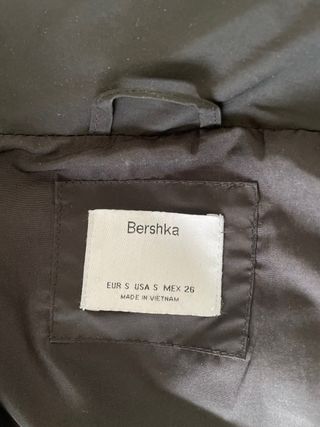 Bershka
EUR S USA S MEX 26
MADE IN VIETNAM